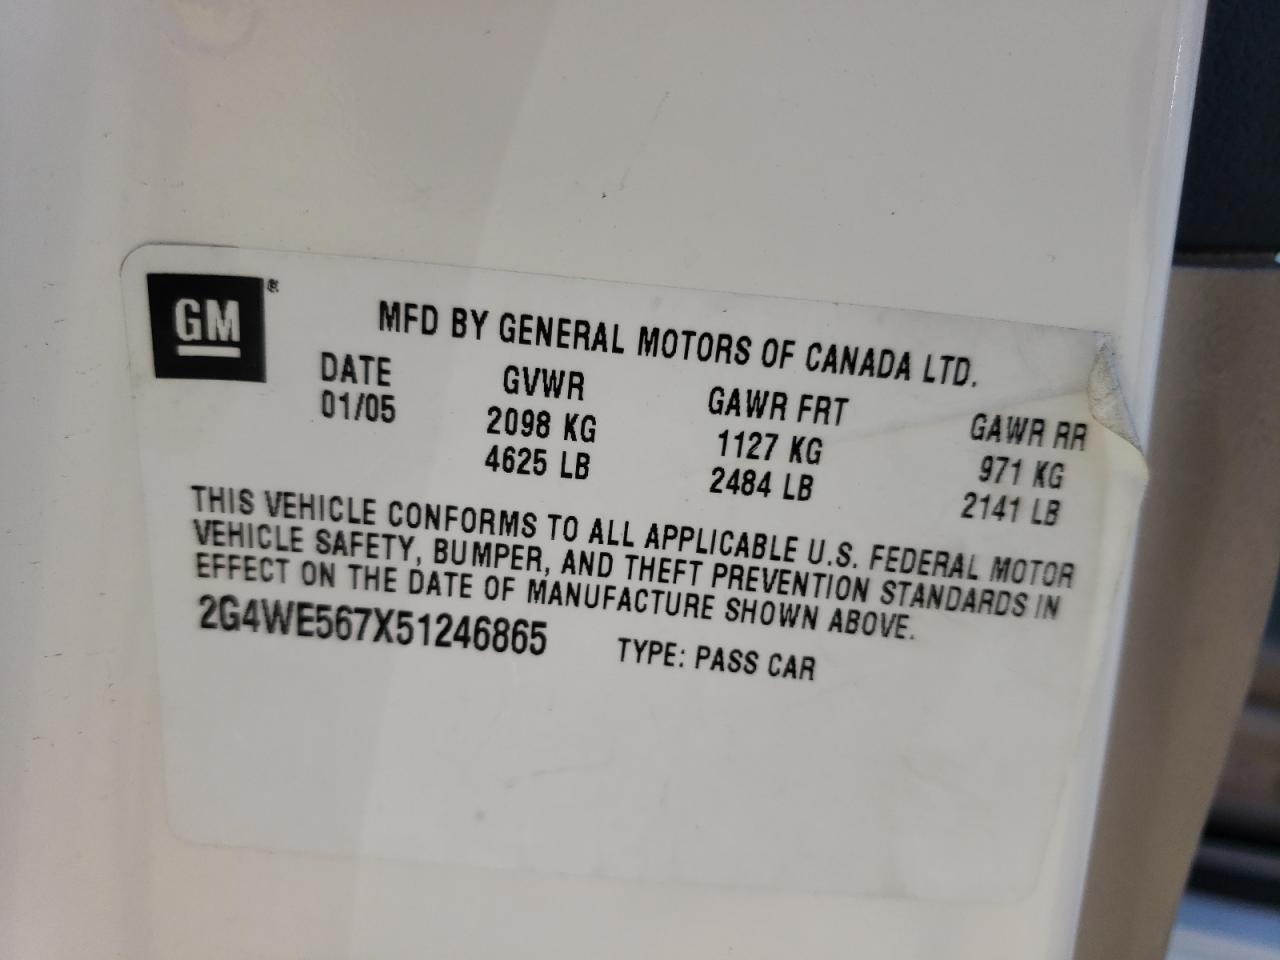 GM ®
MFD BY GENERAL MOTORS OF CANADA LTD.
DATE GVWR GAWR FRT GAWR RR
01/05 2098 KG 1127 KG 971 KG
4625 LB 2484 LB 2141 LB
THIS VEHICLE CONFORMS TO ALL APPLICABLE U.S. FEDERAL MOTOR
VEHICLE SAFETY, BUMPER, AND THEFT PREVENTION STANDARDS IN
EFFECT ON THE DATE OF MANUFACTURE SHOWN ABOVE.
2G4WE567X51246865 TYPE: PASS CAR